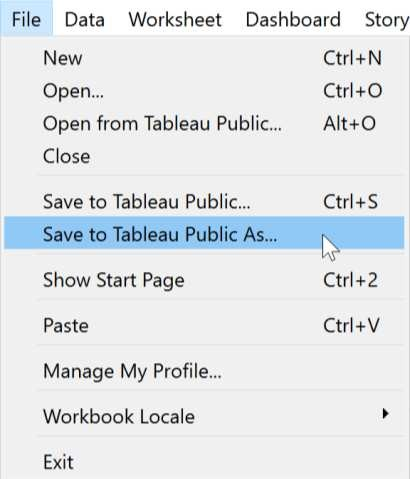 File Data Worksheet Dashboard Story
New Ctrl+N
Open... Ctrl+O
Open from Tableau Public... Alt+O
Close
Save to Tableau Public... Ctrl+S
Save to Tableau Public As...
Show Start Page Ctrl+2
Paste Ctrl+V
Manage My Profile...
Workbook Locale
Exit